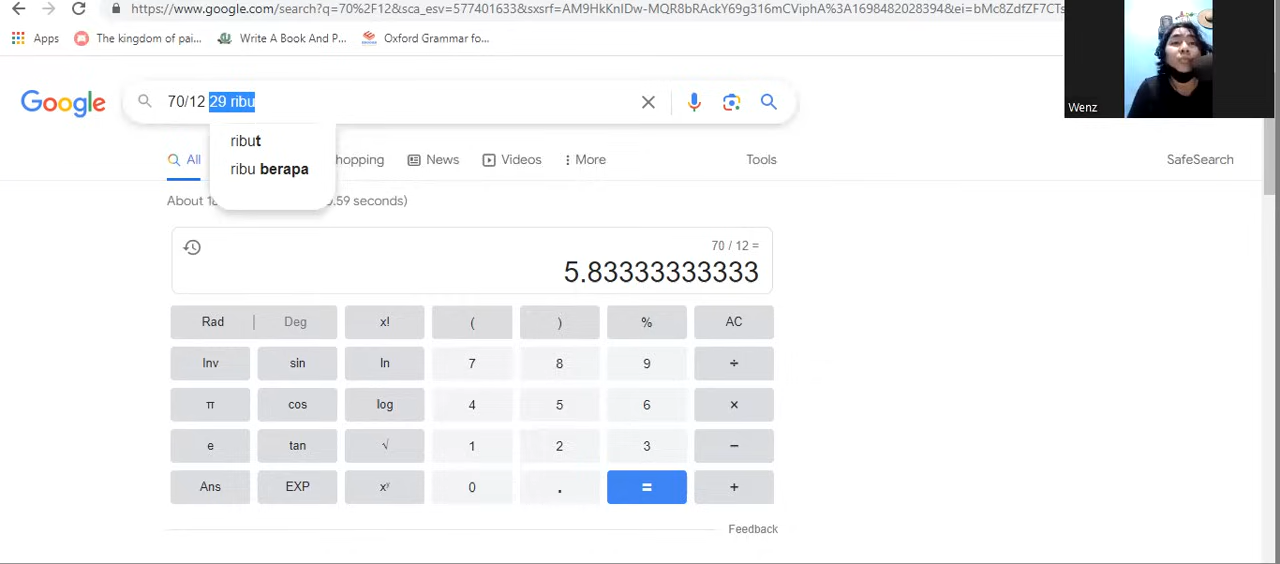 https://www.google.com/search?q=70%2F12&sca_esv=577401633&sxsrf=AM9HkKnIDw-MQR8bRAckY69g316mCViphA%3A1698482028394&ei=bMc8ZdfZF7CTs
Apps The kingdom of pai... Write A Book And P... Oxford Grammar fo...
Wenz
Google 70/12 29 ribu
ribut
ribu berapa
All hopping News Videos More Tools SafeSearch
About .59 seconds)
70 / 12 =
5.83333333333
Rad Deg x! ( ) % AC
Inv sin ln 7 8 9 ÷
π cos log 4 5 6 ×
e tan √ 1 2 3 −
Ans EXP xʸ 0 . = +
Feedback